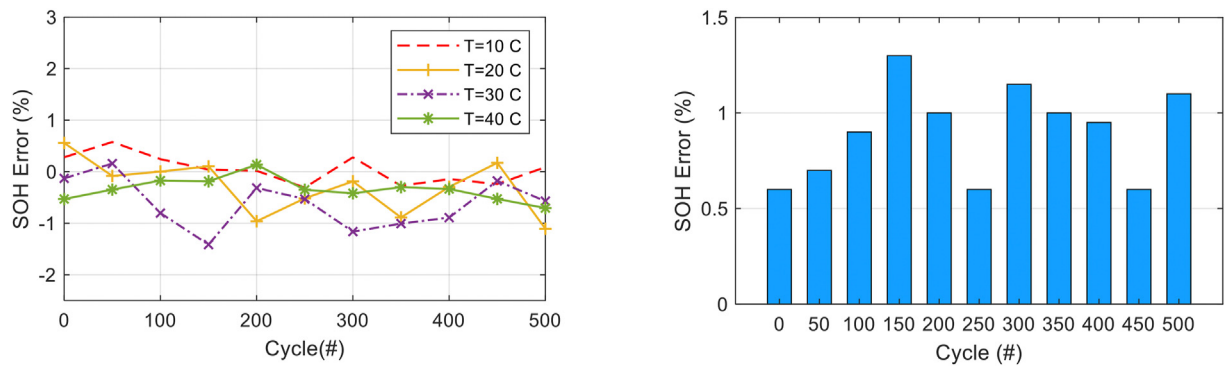 3
2
1
0
-1
-2
SOH Error (%)
T=10 C
T=20 C
T=30 C
T=40 C
0 100 200 300 400 500
Cycle(#)
1.5
1
0.5
0
SOH Error (%)
0 50 100 150 200 250 300 350 400 450 500
Cycle (#)